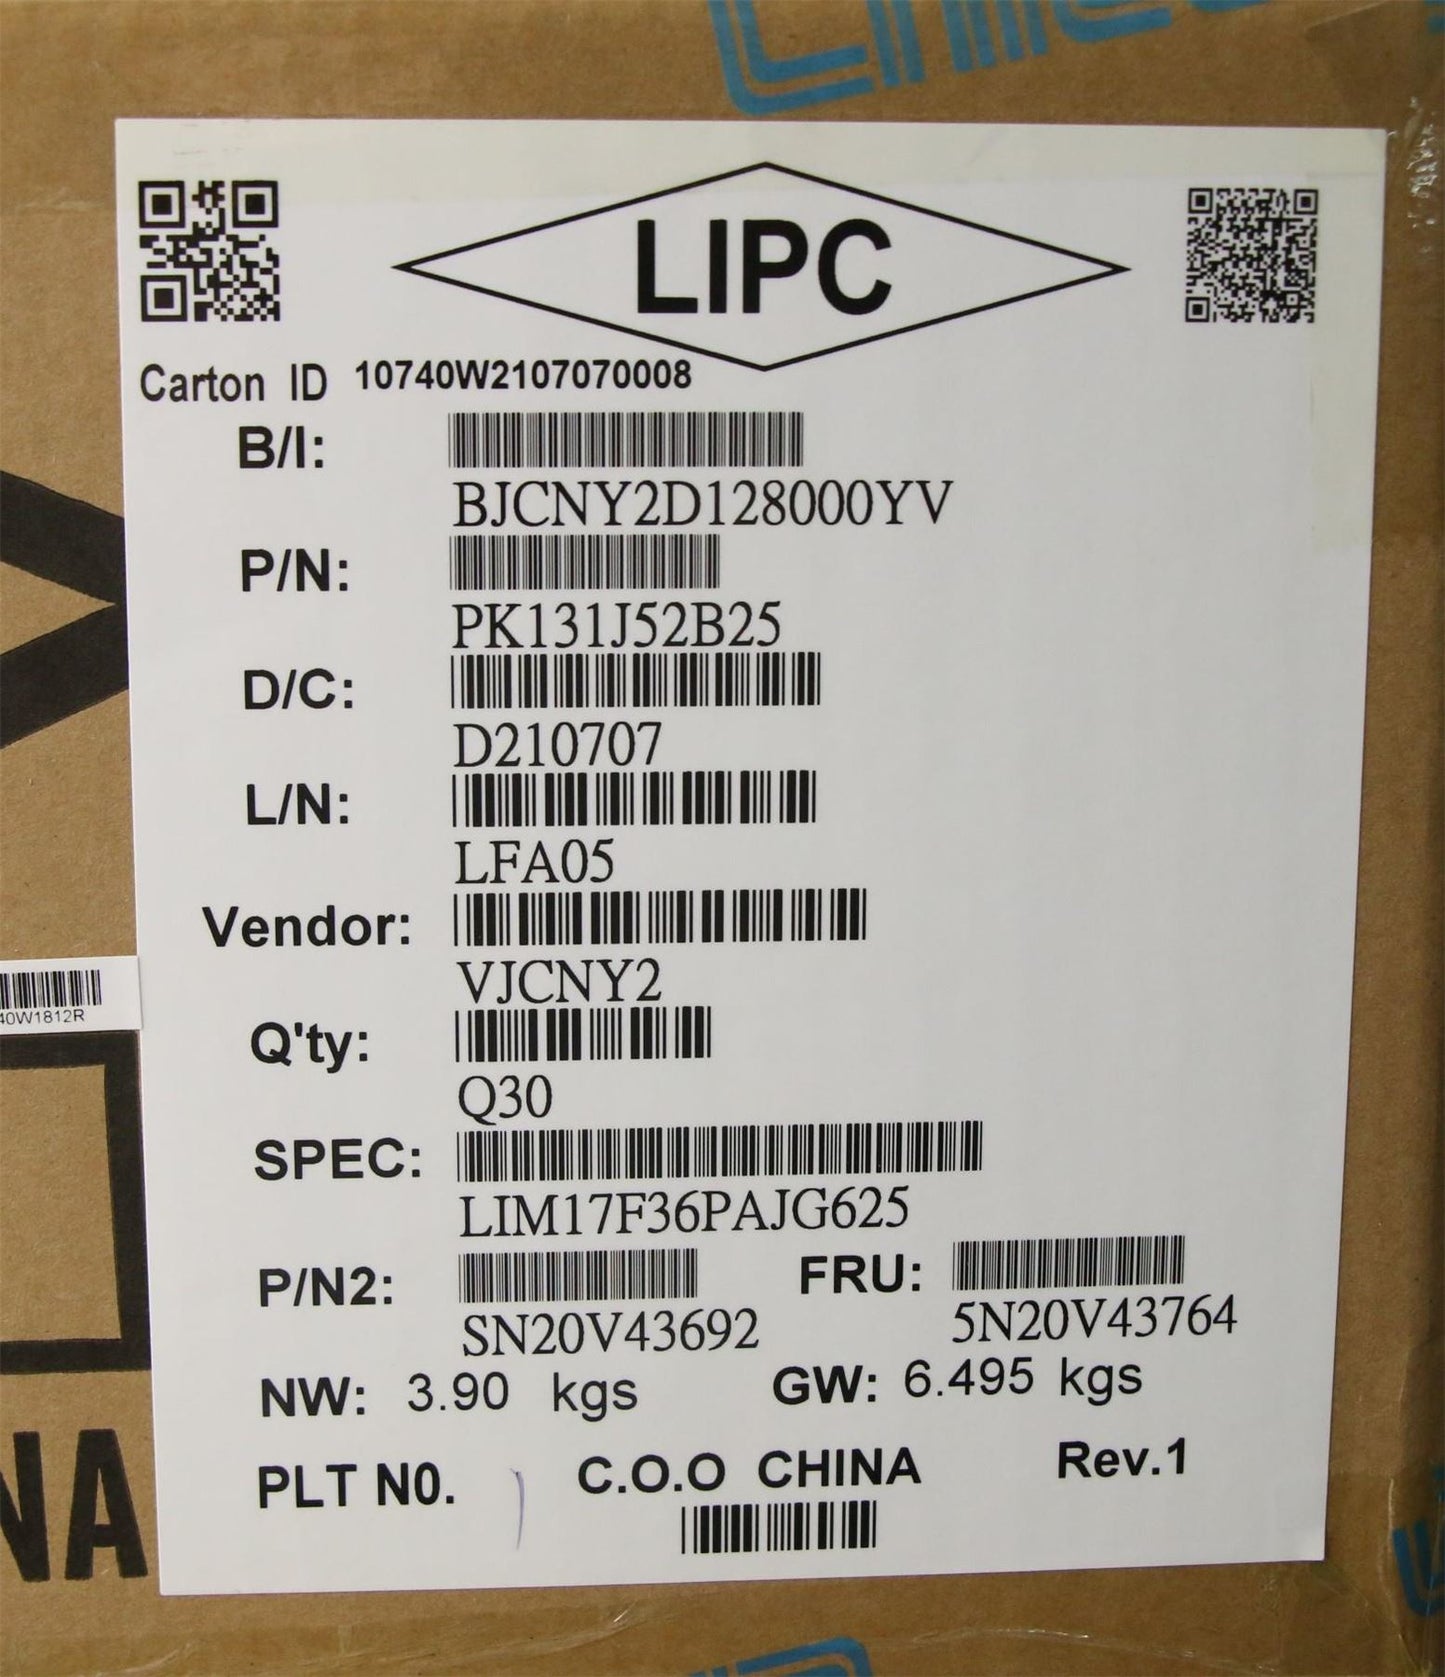 LIPC
Carton ID 10740W2107070008
B/I:
BJCNY2D128000YV
P/N:
PK131J52B25
D/C:
D210707
L/N:
LFA05
Vendor:
VJCNY2
40W1812R
Q'ty:
Q30
SPEC:
LIM17F36PAJG625
P/N2: FRU:
SN20V43692 5N20V43764
NW: 3.90 kgs GW: 6.495 kgs
PLT N0. C.O.O CHINA Rev.1
NA